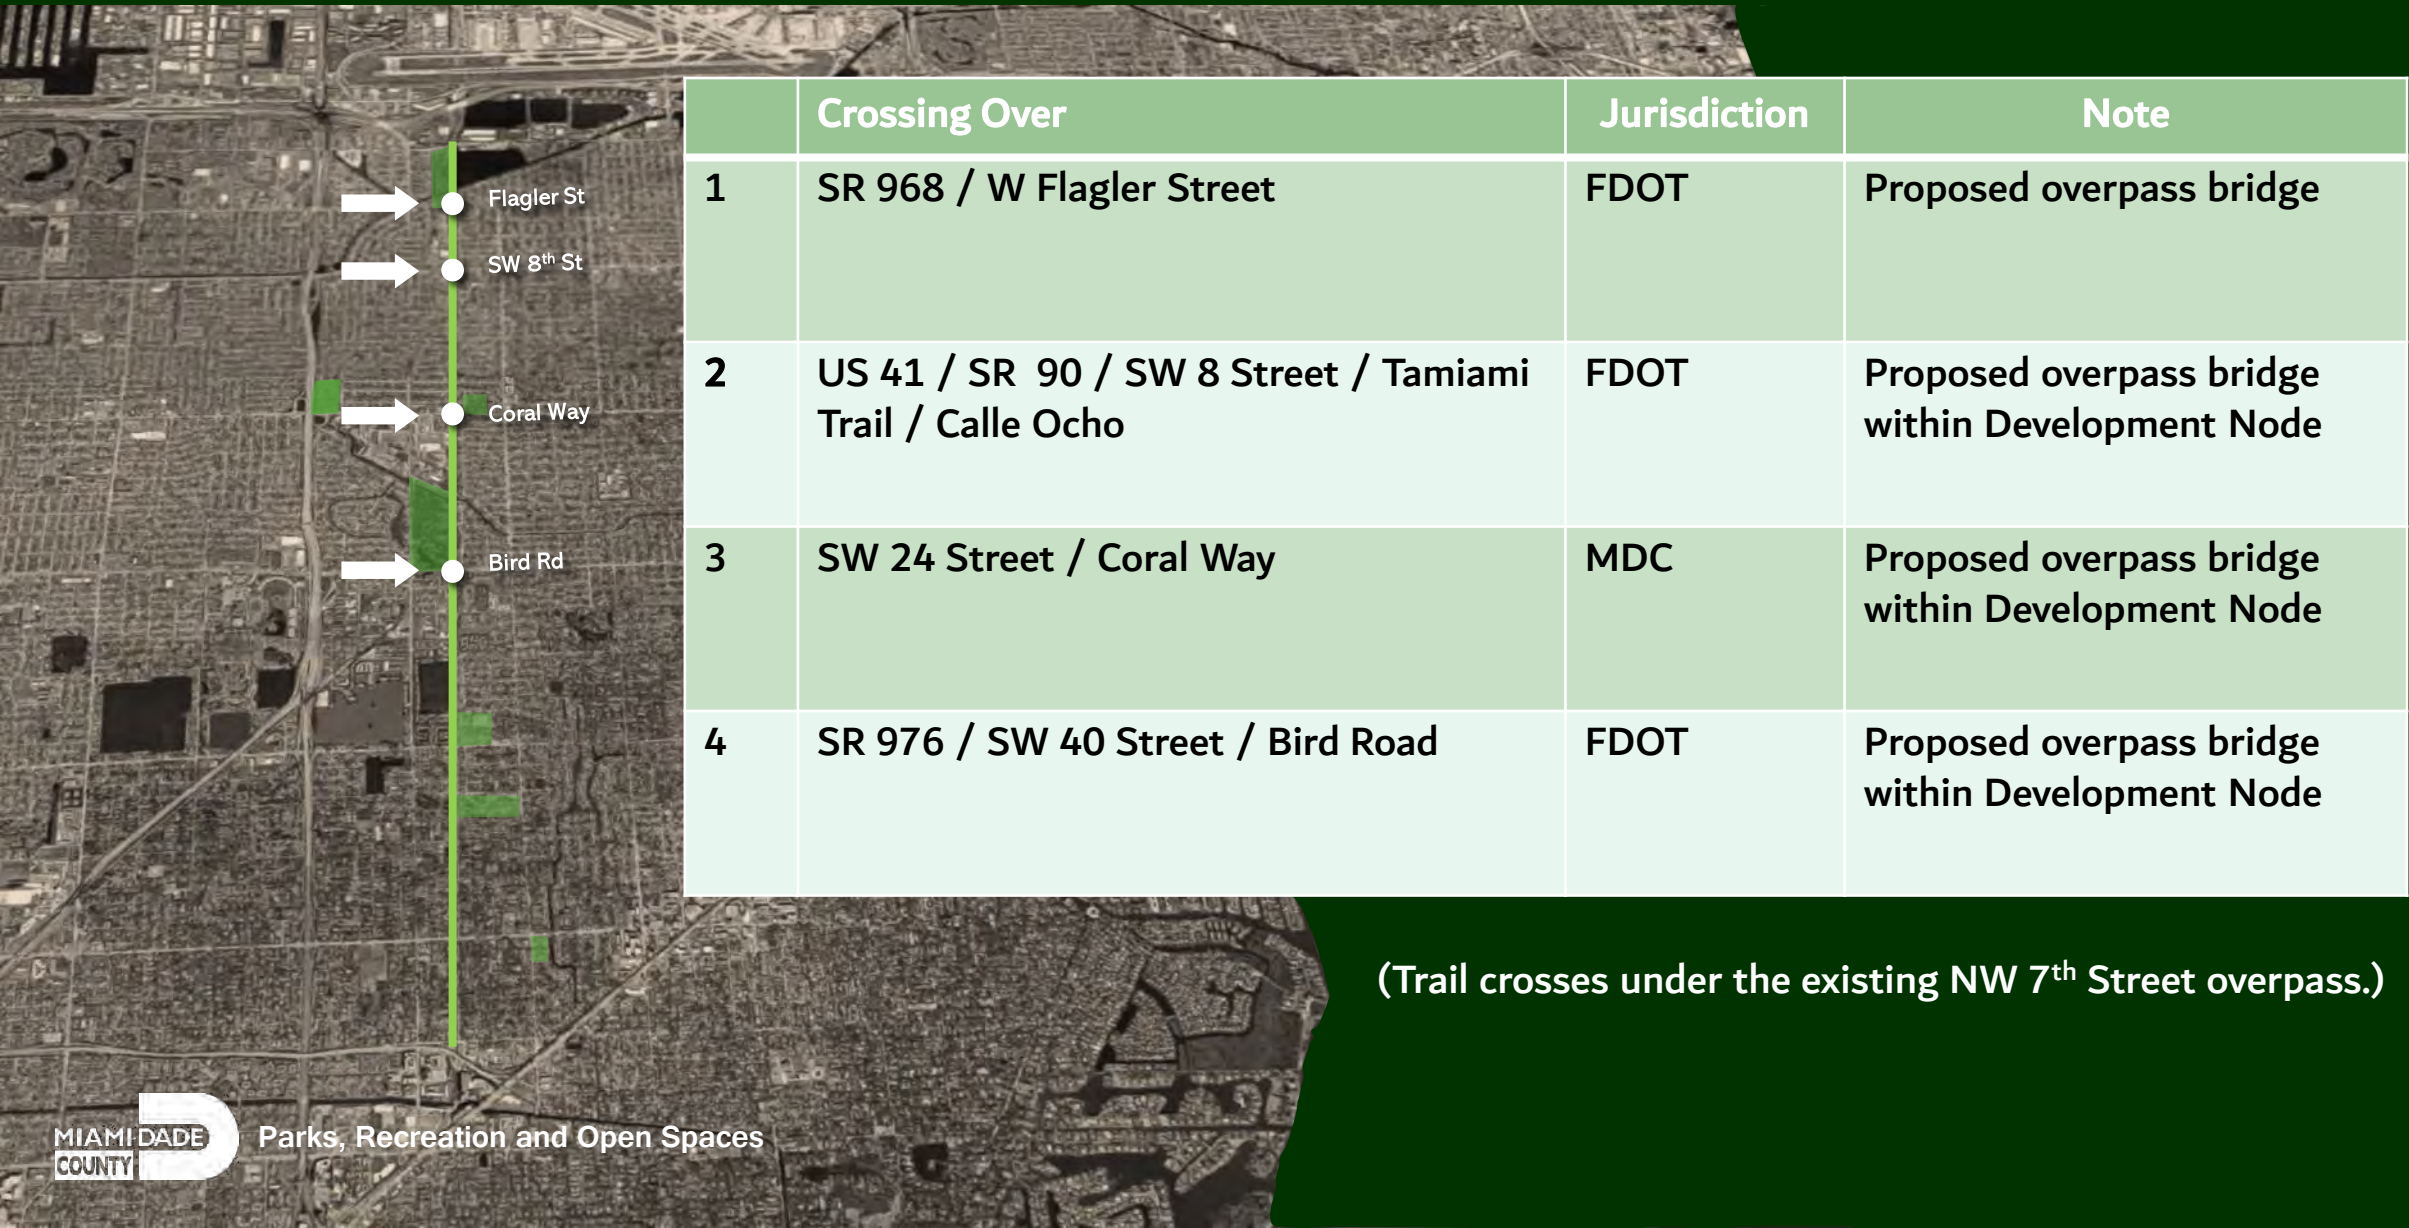 Crossing Over Jurisdiction Note
1 SR 968 / W Flagler Street FDOT Proposed overpass bridge
2 US 41 / SR 90 / SW 8 Street / Tamiami FDOT Proposed overpass bridge
Trail / Calle Ocho within Development Node
3 SW 24 Street / Coral Way MDC Proposed overpass bridge
within Development Node
4 SR 976 / SW 40 Street / Bird Road FDOT Proposed overpass bridge
within Development Node
Flagler St
SW 8th St
Coral Way
Bird Rd
(Trail crosses under the existing NW 7th Street overpass.)
MIAMI-DADE
COUNTY
Parks, Recreation and Open Spaces